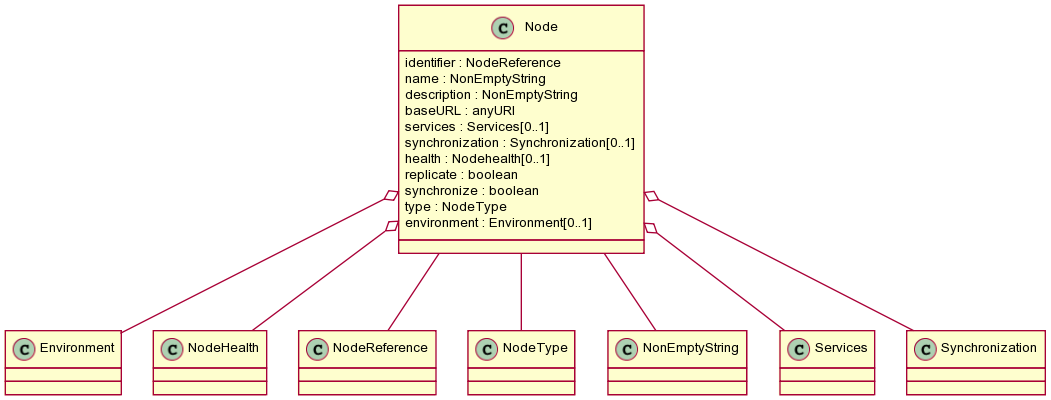 C Node
identifier : NodeReference
name : NonEmptyString
description : NonEmptyString
baseURL : anyURI
services : Services[0..1]
synchronization : Synchronization[0..1]
health : Nodehealth[0..1]
replicate : boolean
synchronize : boolean
type : NodeType
environment : Environment[0..1]
C Environment
C NodeHealth
C NodeReference
C NodeType
C NonEmptyString
C Services
C Synchronization